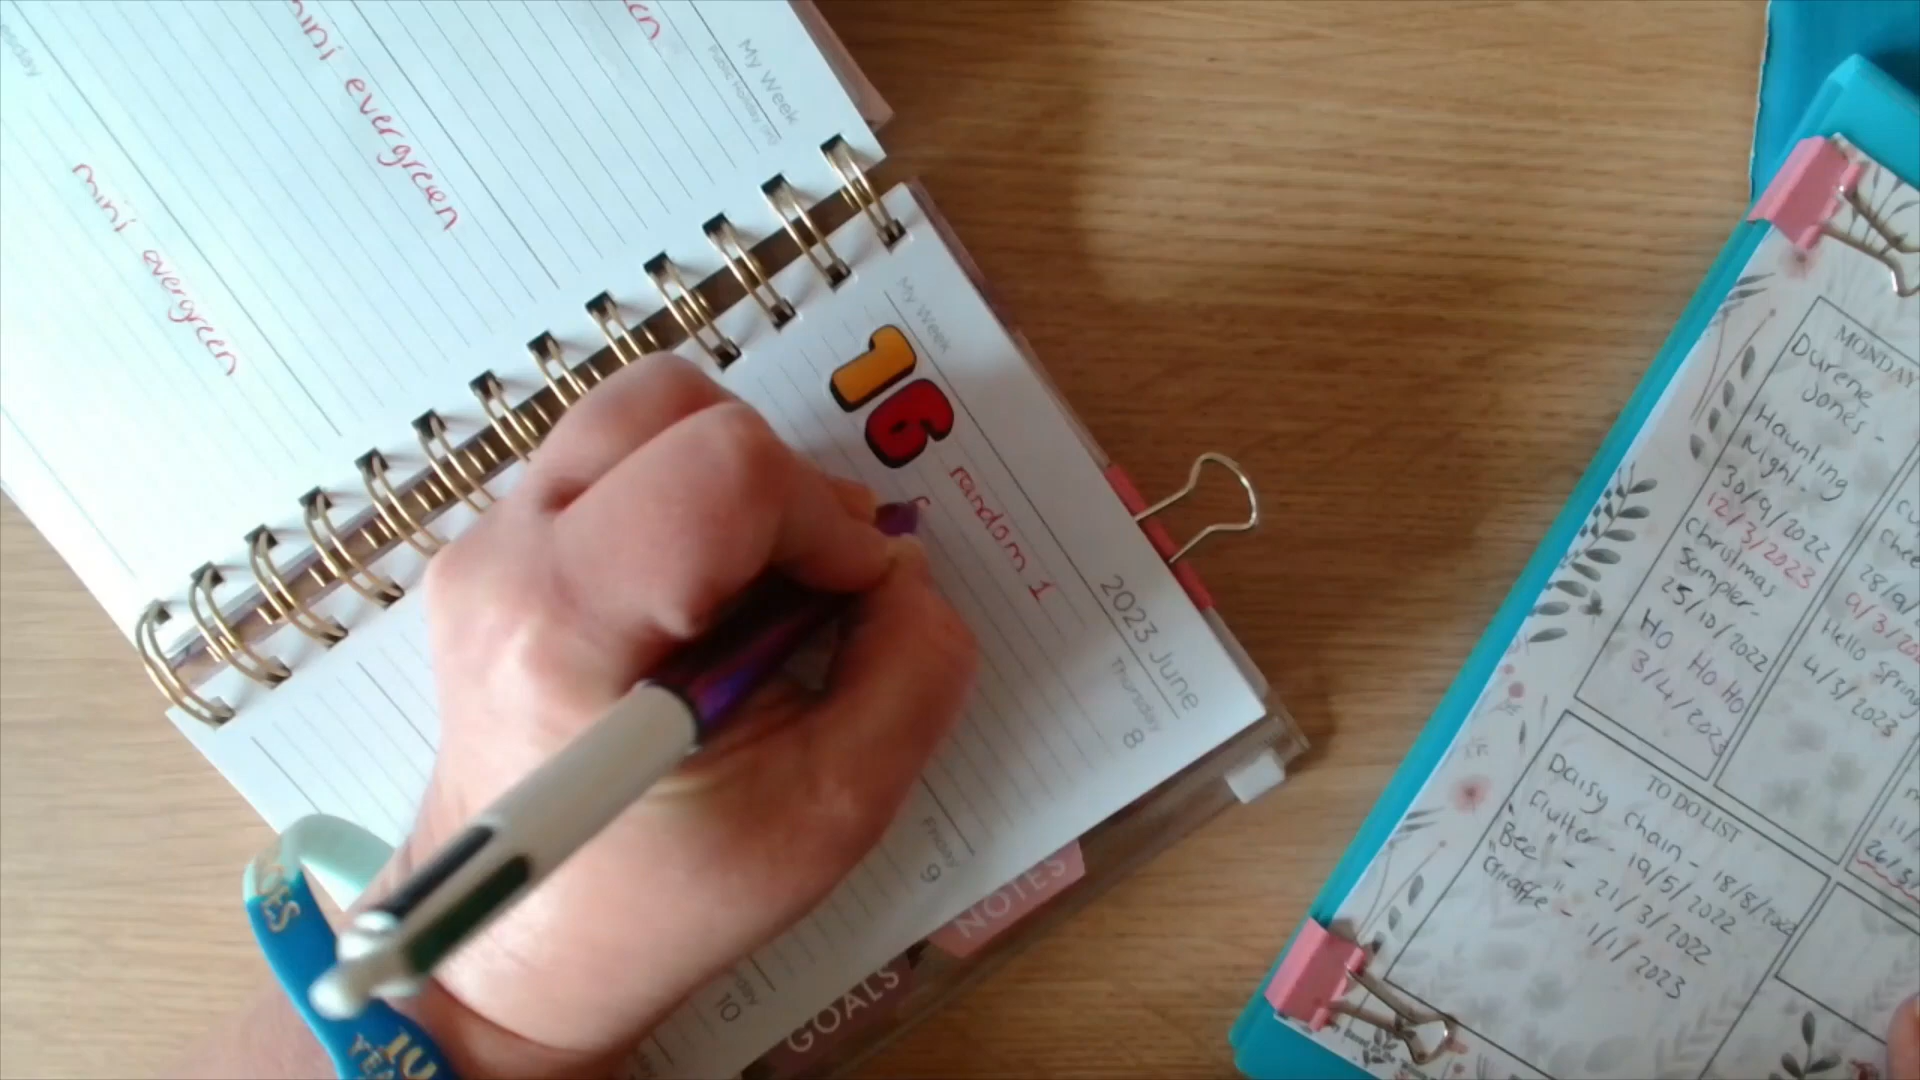 mini evergreen
mini evergreen
My Week
My Week
16
random 1
f
2023 June
Thursday
8
Friday
9
10
NOTES
GOALS
MONDAY
Durene
Jones -
Haunting
Night -
30/9/2022
12/3/2023
Christmas
Sampler-
25/10/2022
HO HO HO
3/4/2023
28/9/
9/3/20
Hello Spring
4/3/2023
TO DO LIST
Daisy chain - 18/8/2022
Flutter - 19/5/2022
"Bee" - 21/3/2022
"Giraffe" - 1/1/2023